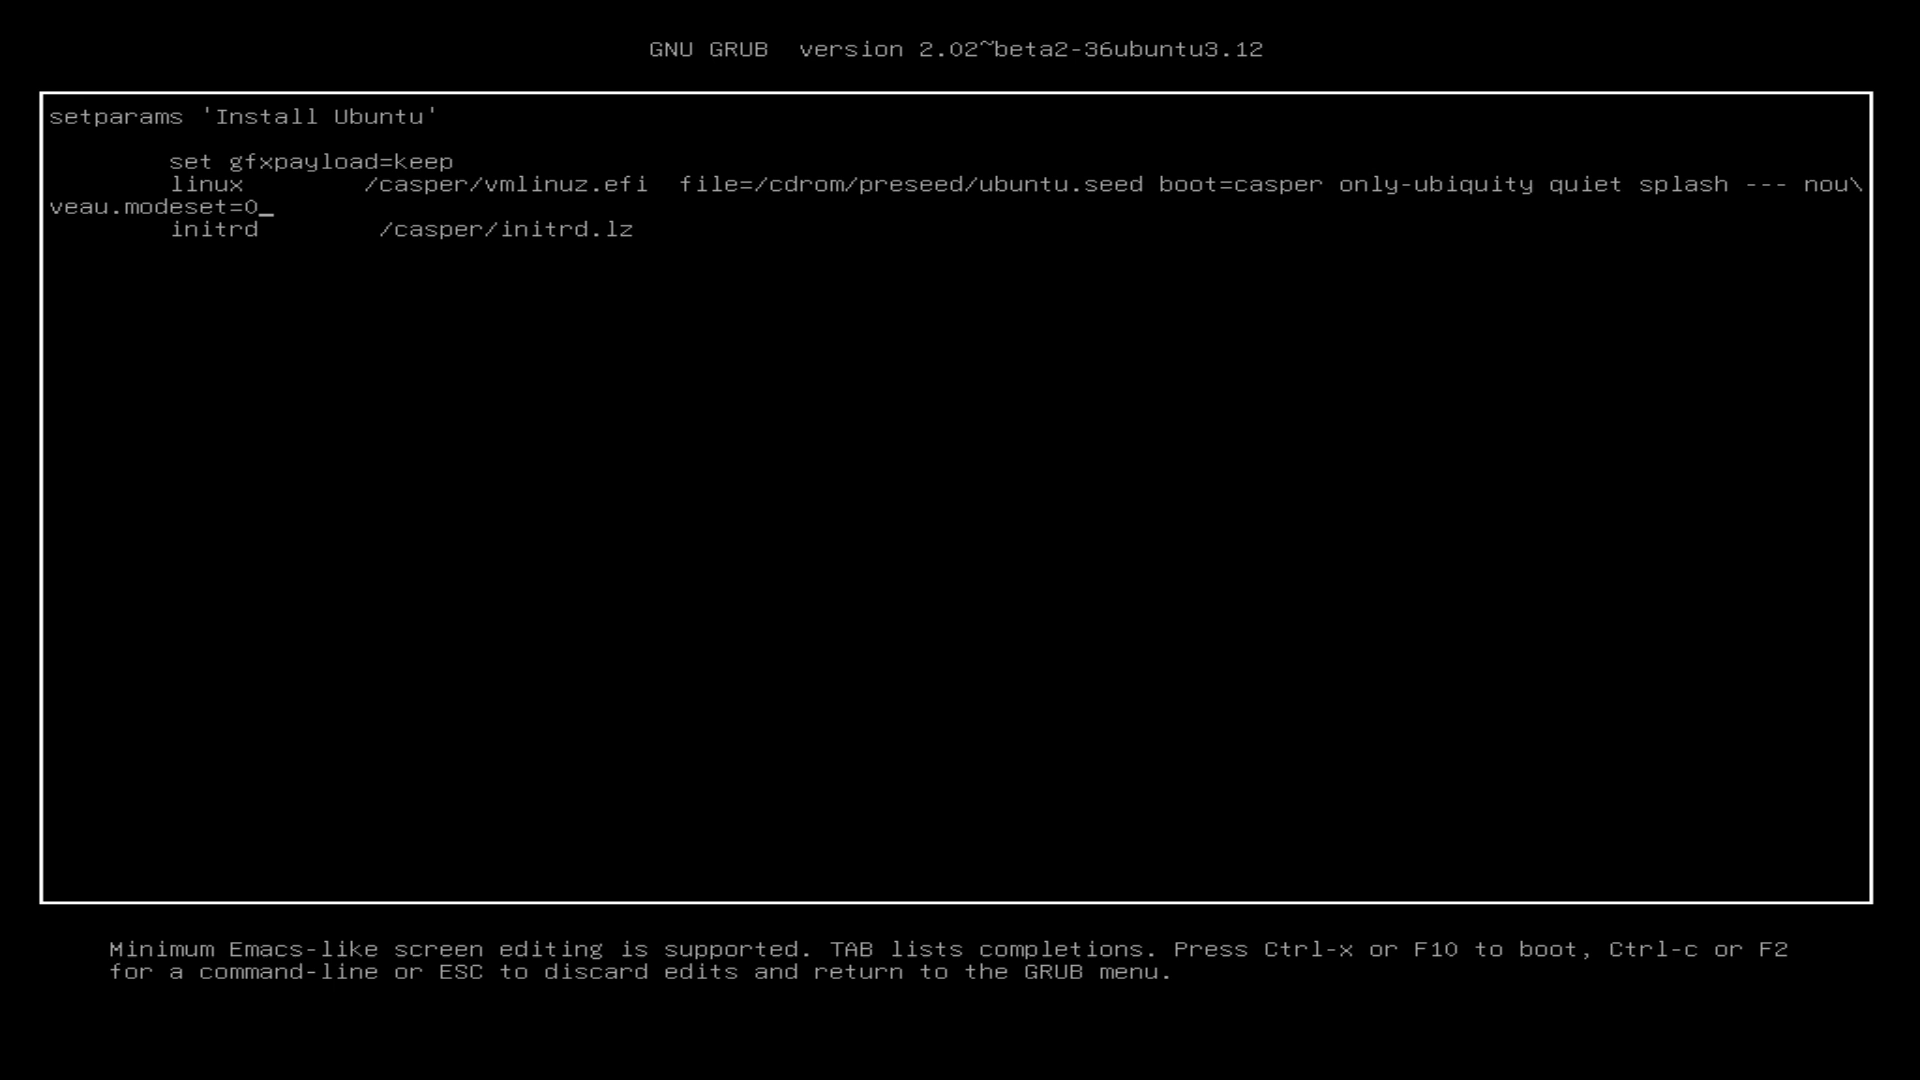 GNU GRUB  version 2.02~beta2-36ubuntu3.12
setparams 'Install Ubuntu'
set gfxpayload=keep
linux        /casper/vmlinuz.efi  file=/cdrom/preseed/ubuntu.seed boot=casper only-ubiquity quiet splash --- nou\
veau.modeset=0_
initrd        /casper/initrd.lz
Minimum Emacs-like screen editing is supported. TAB lists completions. Press Ctrl-x or F10 to boot, Ctrl-c or F2
for a command-line or ESC to discard edits and return to the GRUB menu.